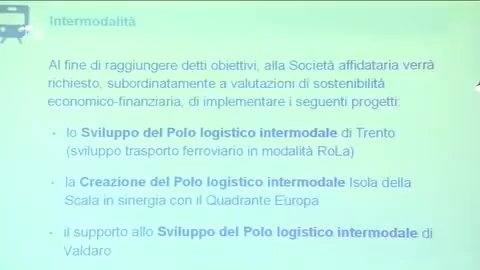 Intermodalità
Al fine di raggiungere detti obiettivi, alla Società affidataria verrà
richiesto, subordinatamente a valutazioni di sostenibilità
economico-finanziaria, di implementare i seguenti progetti:
- lo Sviluppo del Polo logistico intermodale di Trento
(sviluppo trasporto ferroviario in modalità RoLa)
- la Creazione del Polo logistico intermodale Isola della
Scala in sinergia con il Quadrante Europa
- il supporto allo Sviluppo del Polo logistico intermodale di
Valdaro